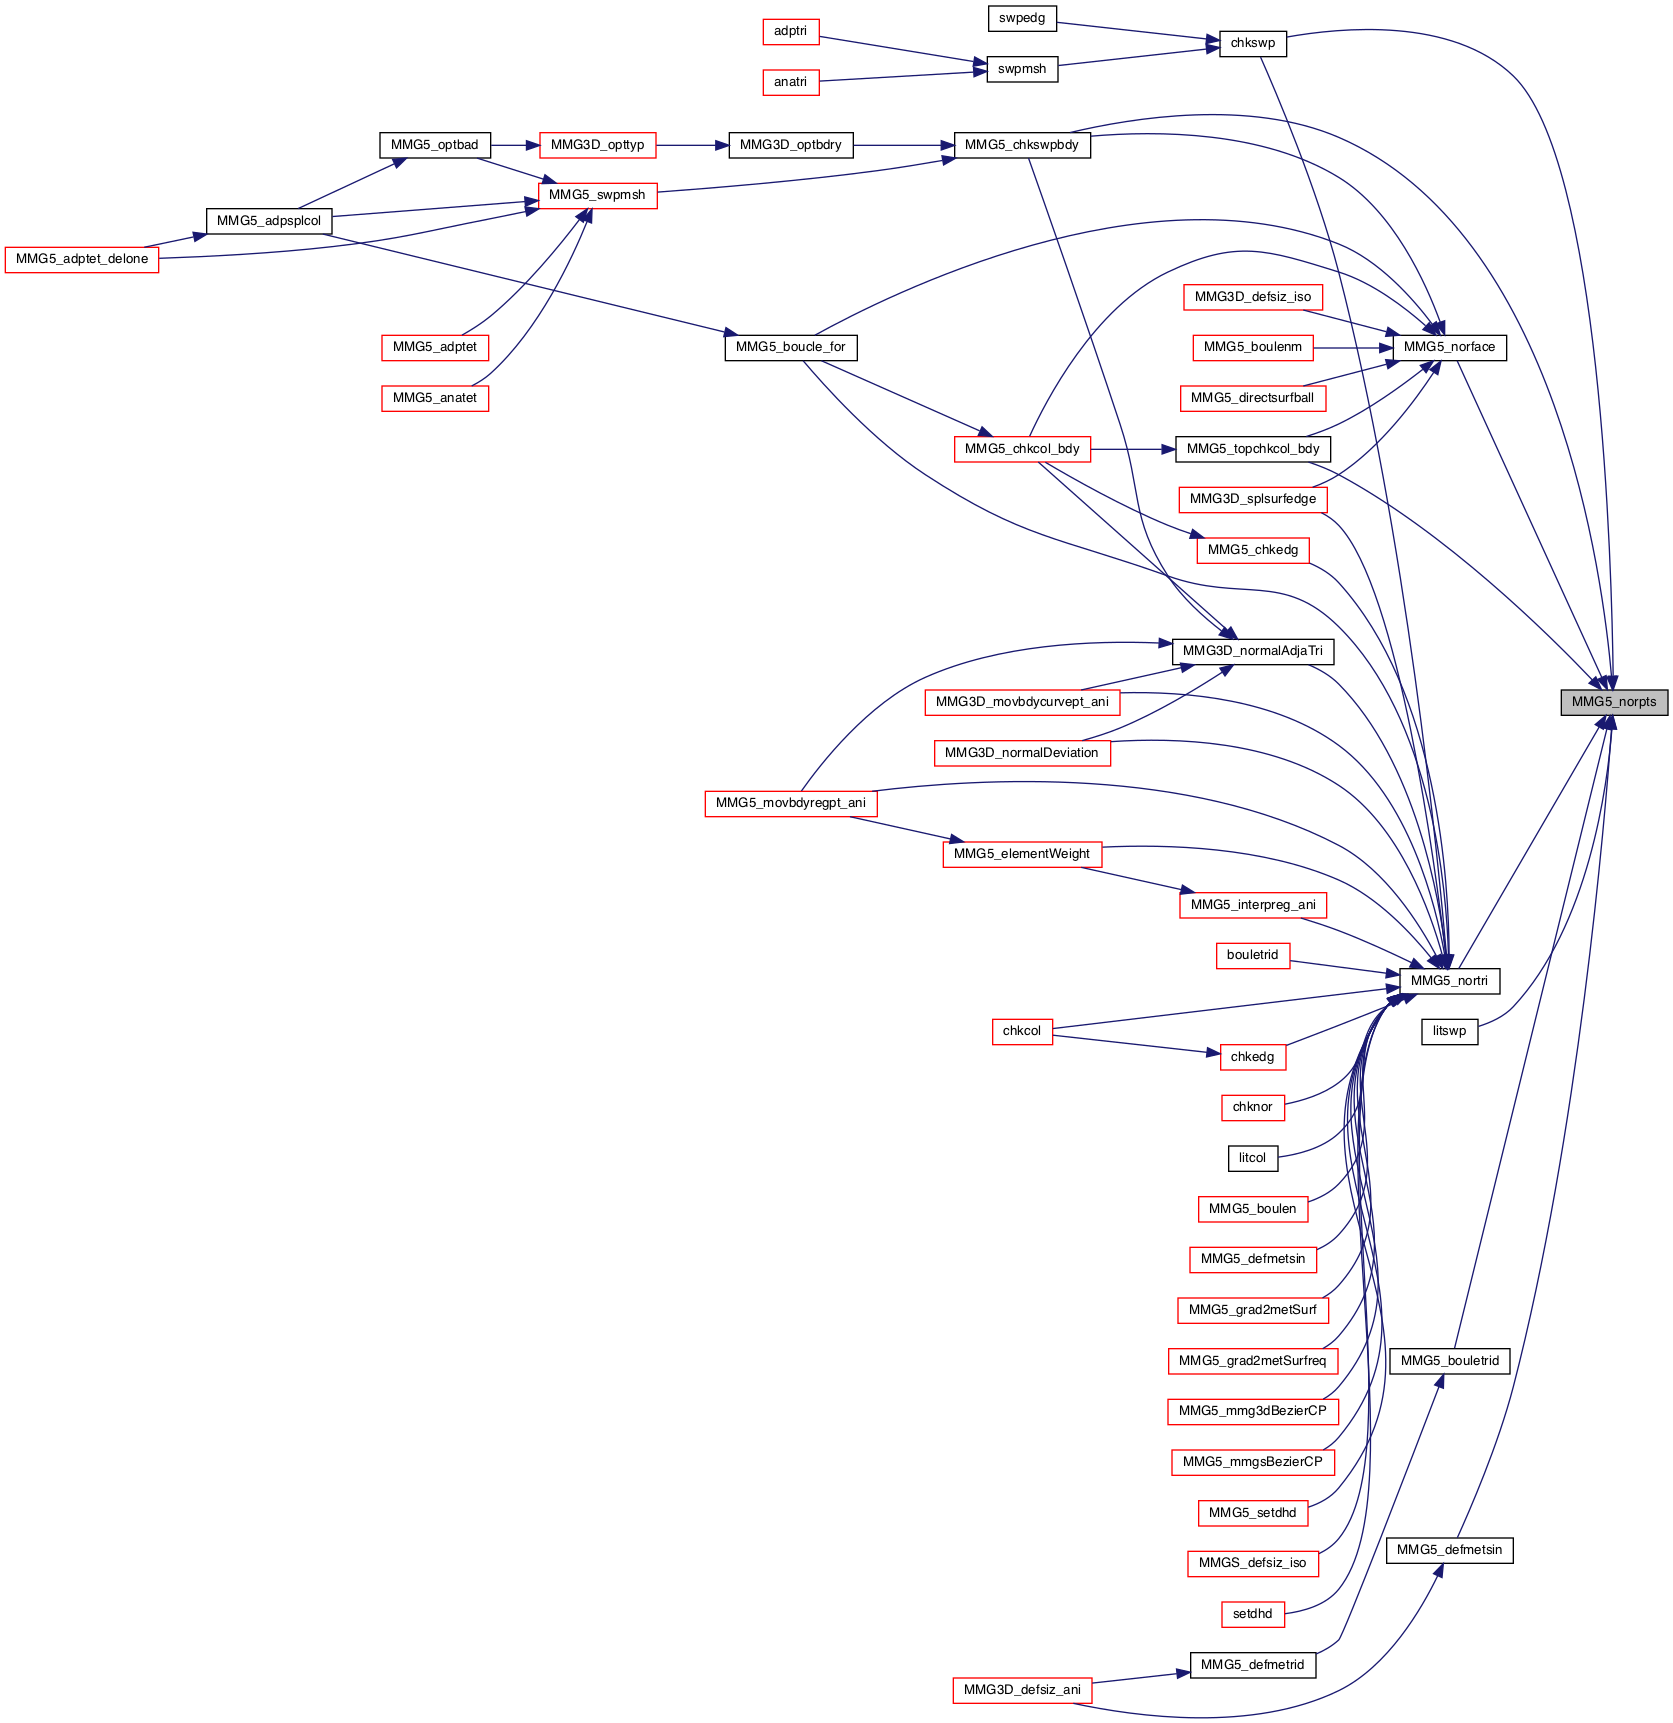 swpedg
adptri
chkswp
swpmsh
anatri
MMG5_optbad
MMG3D_opttyp
MMG3D_optbdry
MMG5_chkswpbdy
MMG5_swpmsh
MMG5_adpsplcol
MMG5_adptet_delone
MMG3D_defsiz_iso
MMG5_adptet
MMG5_boucle_for
MMG5_boulenm
MMG5_norface
MMG5_anatet
MMG5_directsurfball
MMG5_chkcol_bdy
MMG5_topchkcol_bdy
MMG3D_splsurfedge
MMG5_chkedg
MMG3D_normalAdjaTri
MMG3D_movbdycurvept_ani
MMG5_norpts
MMG3D_normalDeviation
MMG5_movbdyregpt_ani
MMG5_elementWeight
MMG5_interpreg_ani
bouletrid
MMG5_nortri
chkcol
litswp
chkedg
chknor
litcol
MMG5_boulen
MMG5_defmetsin
MMG5_grad2metSurf
MMG5_grad2metSurfreq
MMG5_bouletrid
MMG5_mmg3dBezierCP
MMG5_mmgsBezierCP
MMG5_setdhd
MMG5_defmetsin
MMGS_defsiz_iso
setdhd
MMG5_defmetrid
MMG3D_defsiz_ani